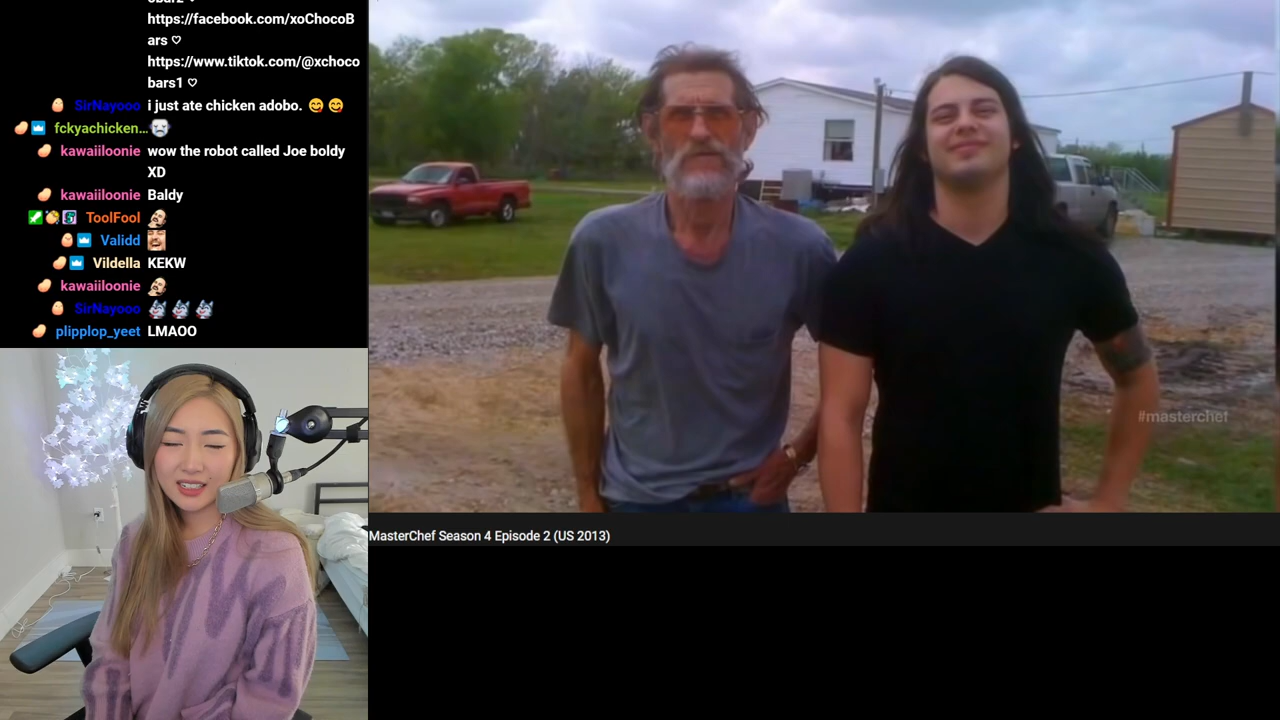 https://facebook.com/xoChocoB
ars ♡
https://www.tiktok.com/@xchoco
bars1 ♡
SirNayooo i just ate chicken adobo. 😋 😋
fckyachicken…
kawaiiloonie wow the robot called Joe boldy
XD
kawaiiloonie Baldy
ToolFool
Validd
Vildella KEKW
kawaiiloonie
SirNayooo
plipplop_yeet LMAOO
#masterchef
MasterChef Season 4 Episode 2 (US 2013)